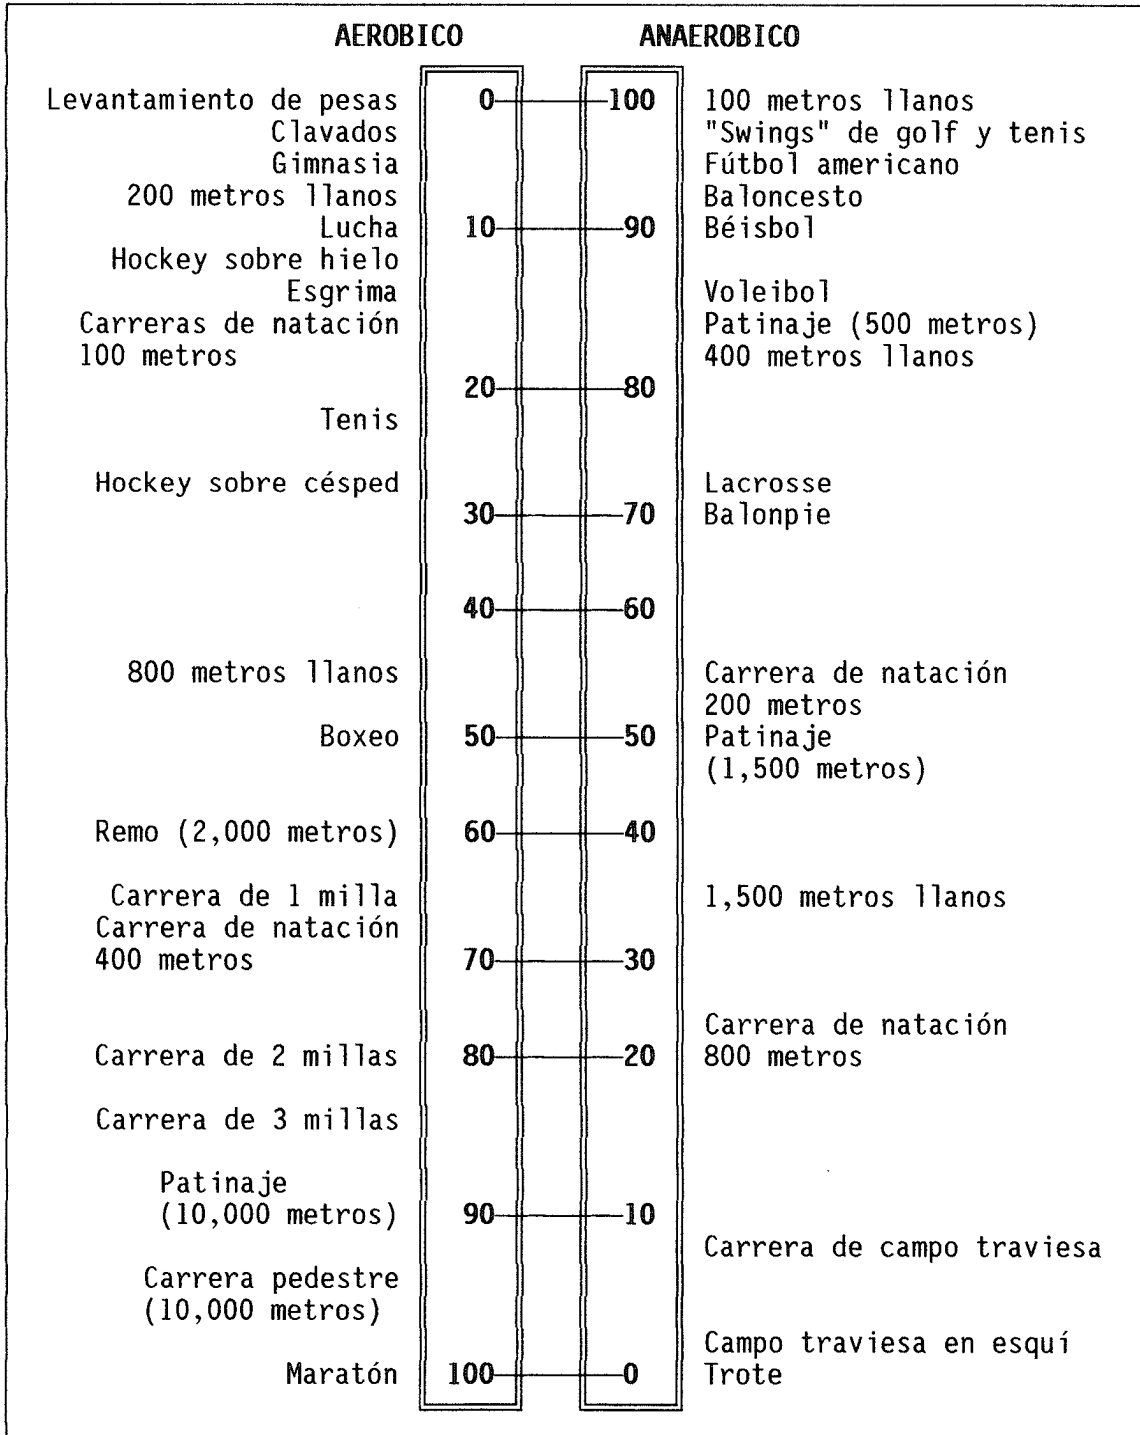 AEROBICO ANAEROBICO
Levantamiento de pesas 0 100 100 metros llanos
Clavados "Swings" de golf y tenis
Gimnasia Fútbol americano
200 metros llanos Baloncesto
Lucha 10 90 Béisbol
Hockey sobre hielo
Esgrima Voleibol
Carreras de natación Patinaje (500 metros)
100 metros 400 metros llanos
20 80
Tenis
Hockey sobre césped Lacrosse
30 70 Balonpie
40 60
800 metros llanos Carrera de natación
200 metros
Boxeo 50 50 Patinaje
(1,500 metros)
Remo (2,000 metros) 60 40
Carrera de 1 milla 1,500 metros llanos
Carrera de natación
400 metros 70 30
Carrera de natación
Carrera de 2 millas 80 20 800 metros
Carrera de 3 millas
Patinaje
(10,000 metros) 90 10
Carrera de campo traviesa
Carrera pedestre
(10,000 metros)
Campo traviesa en esquí
Maratón 100 0 Trote